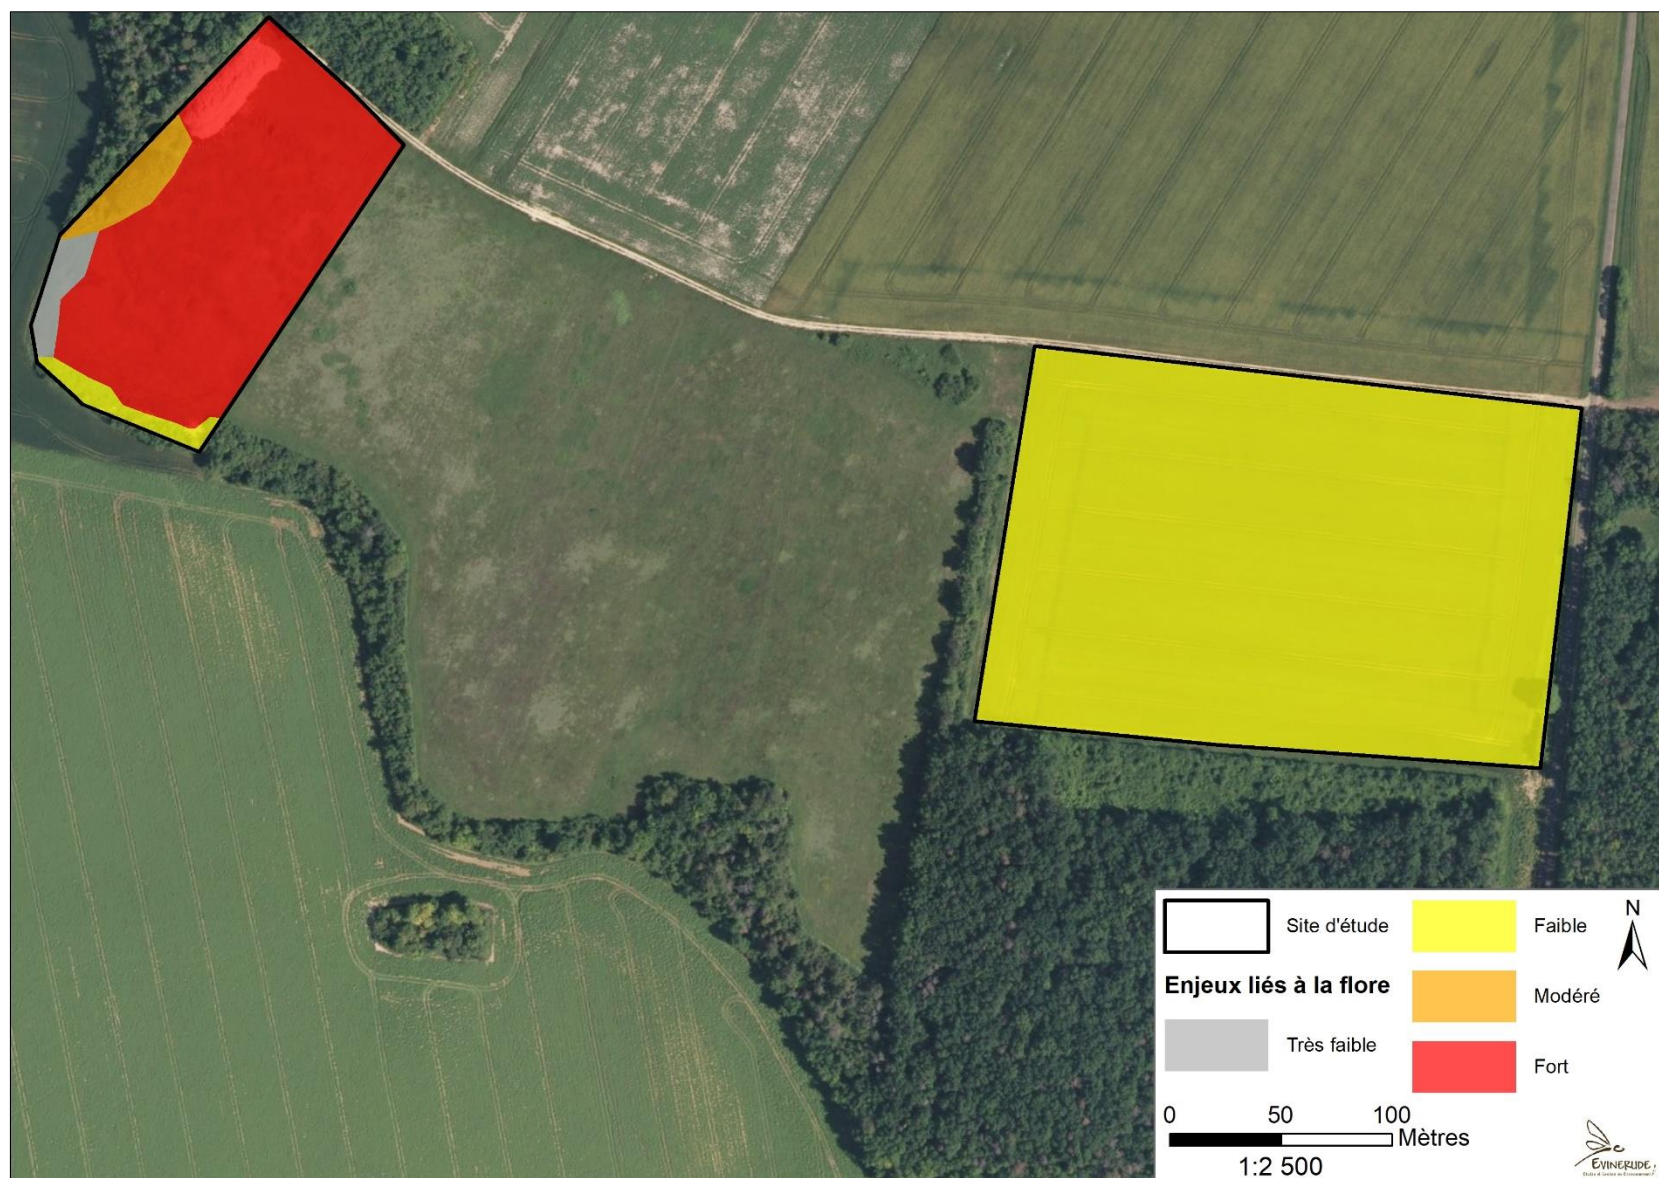 Site d'étude
Enjeux liés à la flore
Très faible
Faible
Modéré
Fort
N
0 50 100
Mètres
1:2 500
EVINERUDE